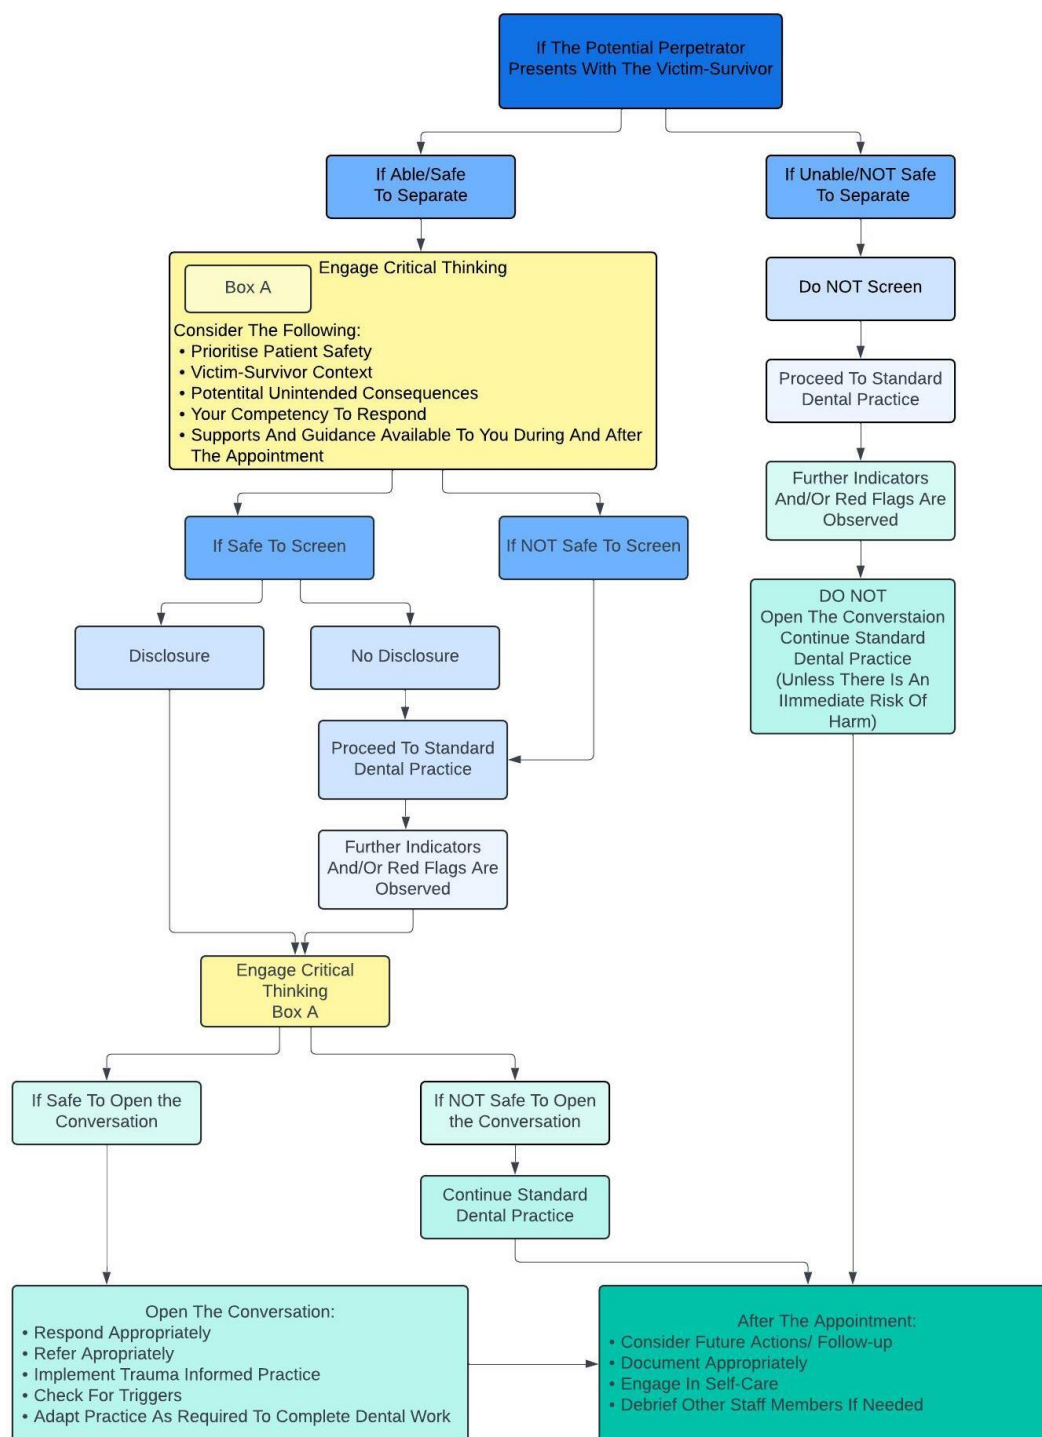 If The Potential Perpetrator
Presents With The Victim-Survivor
If Able/Safe
To Separate
If Unable/NOT Safe
To Separate
Engage Critical Thinking
Box A
Consider The Following:
• Prioritise Patient Safety
• Victim-Survivor Context
• Potetital Unintended Consequences
• Your Competency To Respond
• Supports And Guidance Available To You During And After
The Appointment
Do NOT Screen
Proceed To Standard
Dental Practice
Further Indicators
And/Or Red Flags Are
Observed
DO NOT
Open The Converstaion
Continue Standard
Dental Practice
(Unless There Is An
IImmediate Risk Of
Harm)
If Safe To Screen
If NOT Safe To Screen
Disclosure
No Disclosure
Proceed To Standard
Dental Practice
Further Indicators
And/Or Red Flags Are
Observed
Engage Critical
Thinking
Box A
If Safe To Open the
Conversation
If NOT Safe To Open
the Conversation
Continue Standard
Dental Practice
Open The Conversation:
• Respond Appropriately
• Refer Apropriately
• Implement Trauma Informed Practice
• Check For Triggers
• Adapt Practice As Required To Complete Dental Work
After The Appointment:
• Consider Future Actions/ Follow-up
• Document Appropriately
• Engage In Self-Care
• Debrief Other Staff Members If Needed